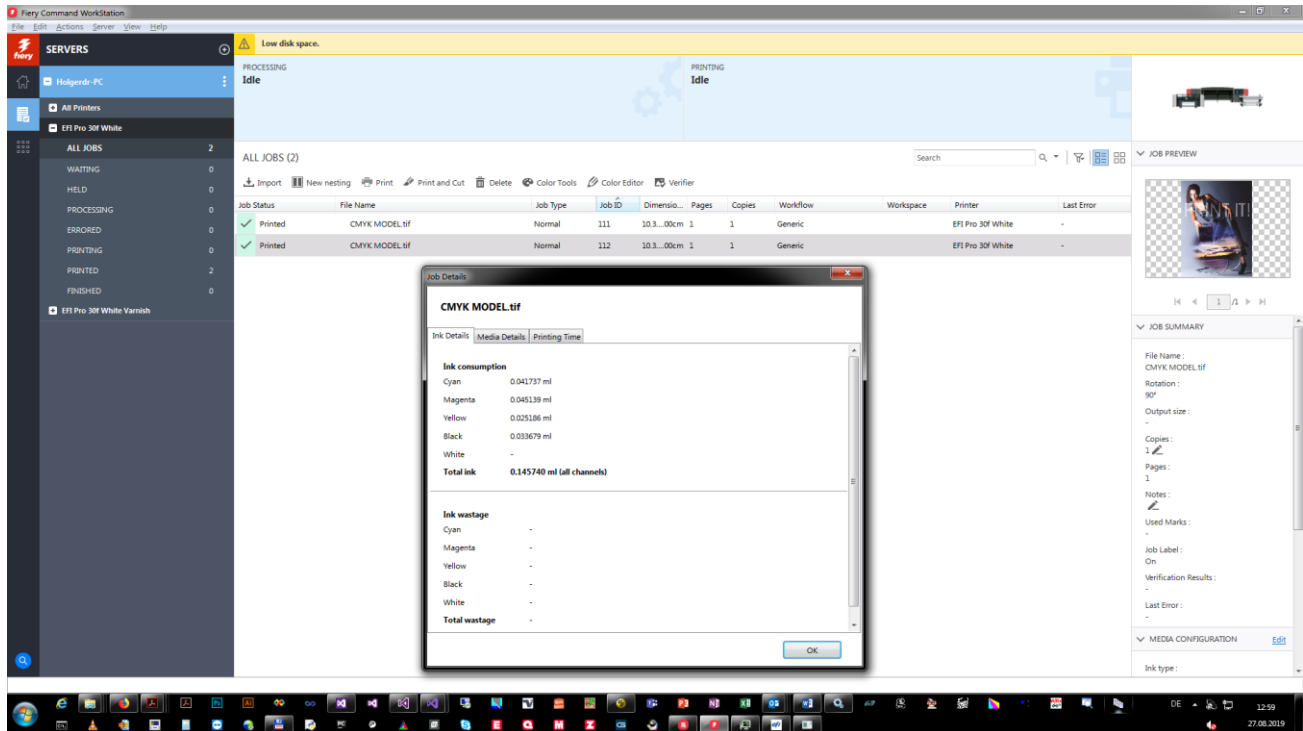 Fiery Command WorkStation
File Edit Actions Server View Help
fiery
SERVERS
Low disk space.
Holgerdr-PC
All Printers
EFI Pro 30f White
ALL JOBS 2
WAITING 0
HELD 0
PROCESSING 0
ERRORED 0
PRINTING 0
PRINTED 2
FINISHED 0
EFI Pro 30f White Varnish
PROCESSING
Idle
PRINTING
Idle
ALL JOBS (2)
Search
Import New nesting Print Print and Cut Delete Color Tools Color Editor Verifier
Job Status File Name Job Type Job ID Dimensio... Pages Copies Workflow Workspace Printer Last Error
Printed CMYK MODEL.tif Normal 111 10.3....00cm 1 1 Generic EFI Pro 30f White -
Printed CMYK MODEL.tif Normal 112 10.3....00cm 1 1 Generic EFI Pro 30f White -
Job Details
CMYK MODEL.tif
Ink Details Media Details Printing Time
Ink consumption
Cyan 0.041737 ml
Magenta 0.045139 ml
Yellow 0.025186 ml
Black 0.033679 ml
White -
Total ink 0.145740 ml (all channels)
Ink wastage
Cyan -
Magenta -
Yellow -
Black -
White -
Total wastage -
OK
JOB PREVIEW
PRINT IT!
1 /1
JOB SUMMARY
File Name :
CMYK MODEL.tif
Rotation :
90°
Output size :
-
Copies :
1
Pages :
1
Notes :
Used Marks :
-
Job Label :
On
Verification Results :
-
Last Error :
-
MEDIA CONFIGURATION Edit
Ink type :
DE 12:59
27.08.2019